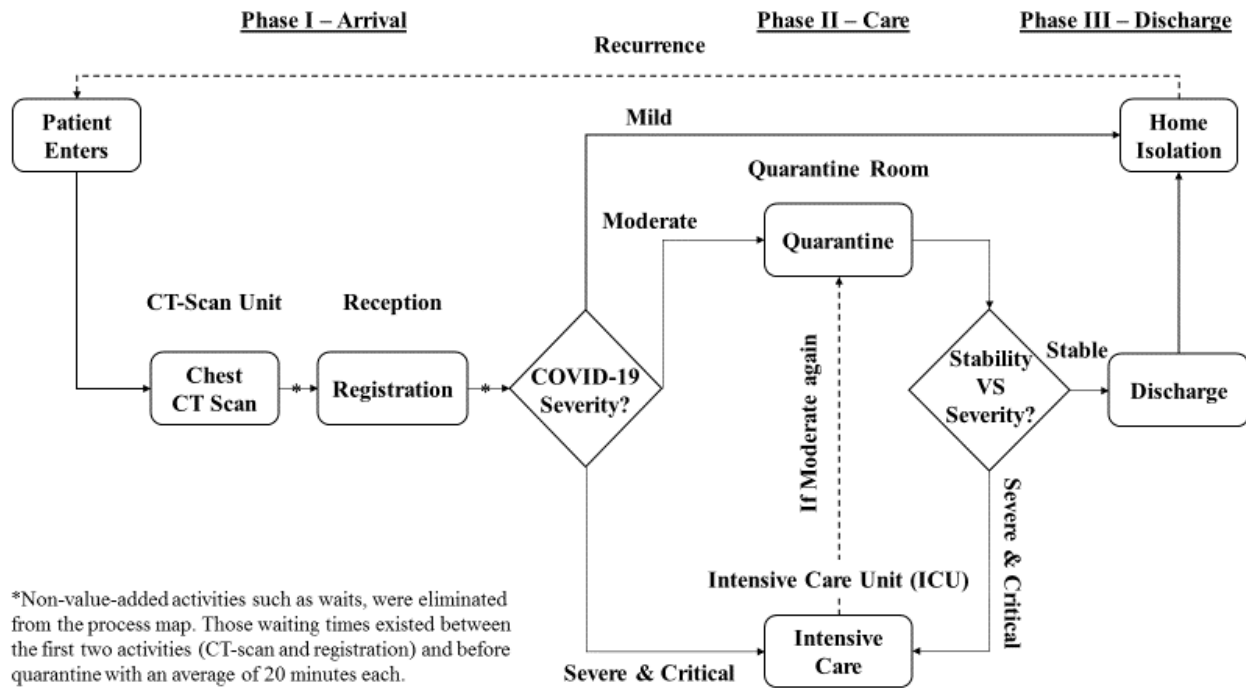 Phase I – Arrival
Phase II – Care
Phase III – Discharge
Recurrence
Patient
Enters
Mild
Home
Isolation
Quarantine Room
Moderate
Quarantine
CT-Scan Unit
Reception
Chest
CT Scan
*
Registration
*
COVID-19
Severity?
If Moderate again
Stability
VS
Severity?
Stable
Discharge
Severe & Critical
Intensive Care Unit (ICU)
Intensive
Care
Severe & Critical
*Non-value-added activities such as waits, were eliminated
from the process map. Those waiting times existed between
the first two activities (CT-scan and registration) and before
quarantine with an average of 20 minutes each.